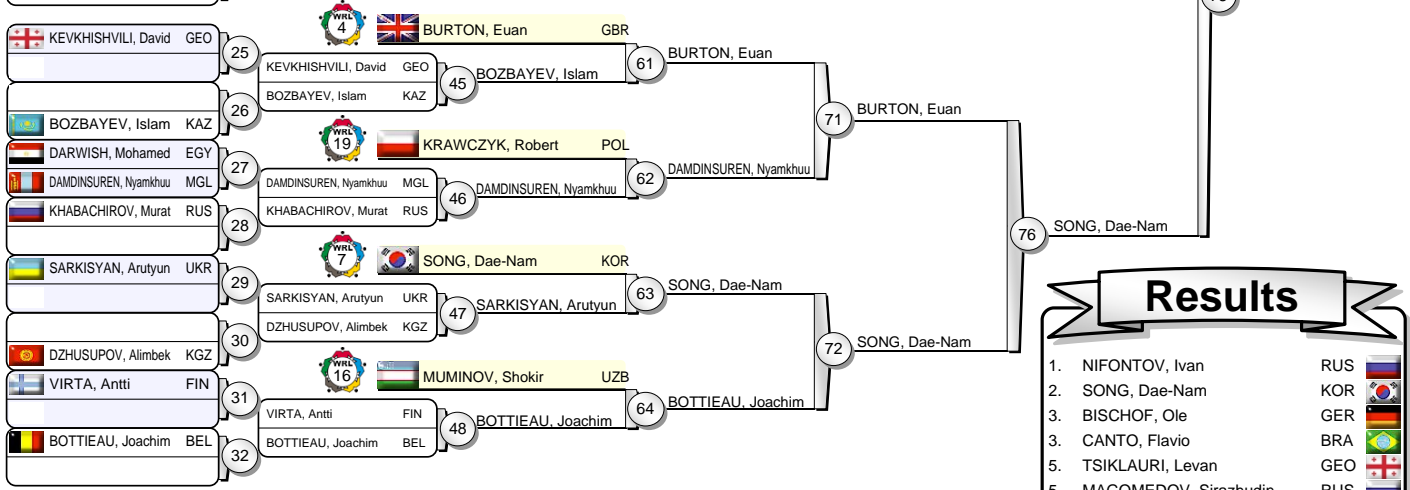 KEVKHISHVILI, David GEO
25
BOZBAYEV, Islam KAZ
26
DARWISH, Mohamed EGY
DAMDINSUREN, Nyamkhuu MGL
27
KHABACHIROV, Murat RUS
28
SARKISYAN, Arutyun UKR
29
DZHUSUPOV, Alimbek KGZ
30
VIRTA, Antti FIN
31
BOTTIEAU, Joachim BEL
32
WRL
4
BURTON, Euan GBR
KEVKHISHVILI, David GEO
BOZBAYEV, Islam KAZ
45
BOZBAYEV, Islam
61
WRL
19
KRAWCZYK, Robert POL
DAMDINSUREN, Nyamkhuu MGL
KHABACHIROV, Murat RUS
46
DAMDINSUREN, Nyamkhuu
62
WRL
7
SONG, Dae-Nam KOR
SARKISYAN, Arutyun UKR
DZHUSUPOV, Alimbek KGZ
47
SARKISYAN, Arutyun
63
WRL
16
MUMINOV, Shokir UZB
VIRTA, Antti FIN
BOTTIEAU, Joachim BEL
48
BOTTIEAU, Joachim
64
BURTON, Euan
DAMDINSUREN, Nyamkhuu
71
SONG, Dae-Nam
BOTTIEAU, Joachim
72
BURTON, Euan
SONG, Dae-Nam
76
SONG, Dae-Nam
Results
1. NIFONTOV, Ivan RUS
2. SONG, Dae-Nam KOR
3. BISCHOF, Ole GER
3. CANTO, Flavio BRA
5. TSIKLAURI, Levan GEO
5. MAGOMEDOV, Sirazhudin RUS